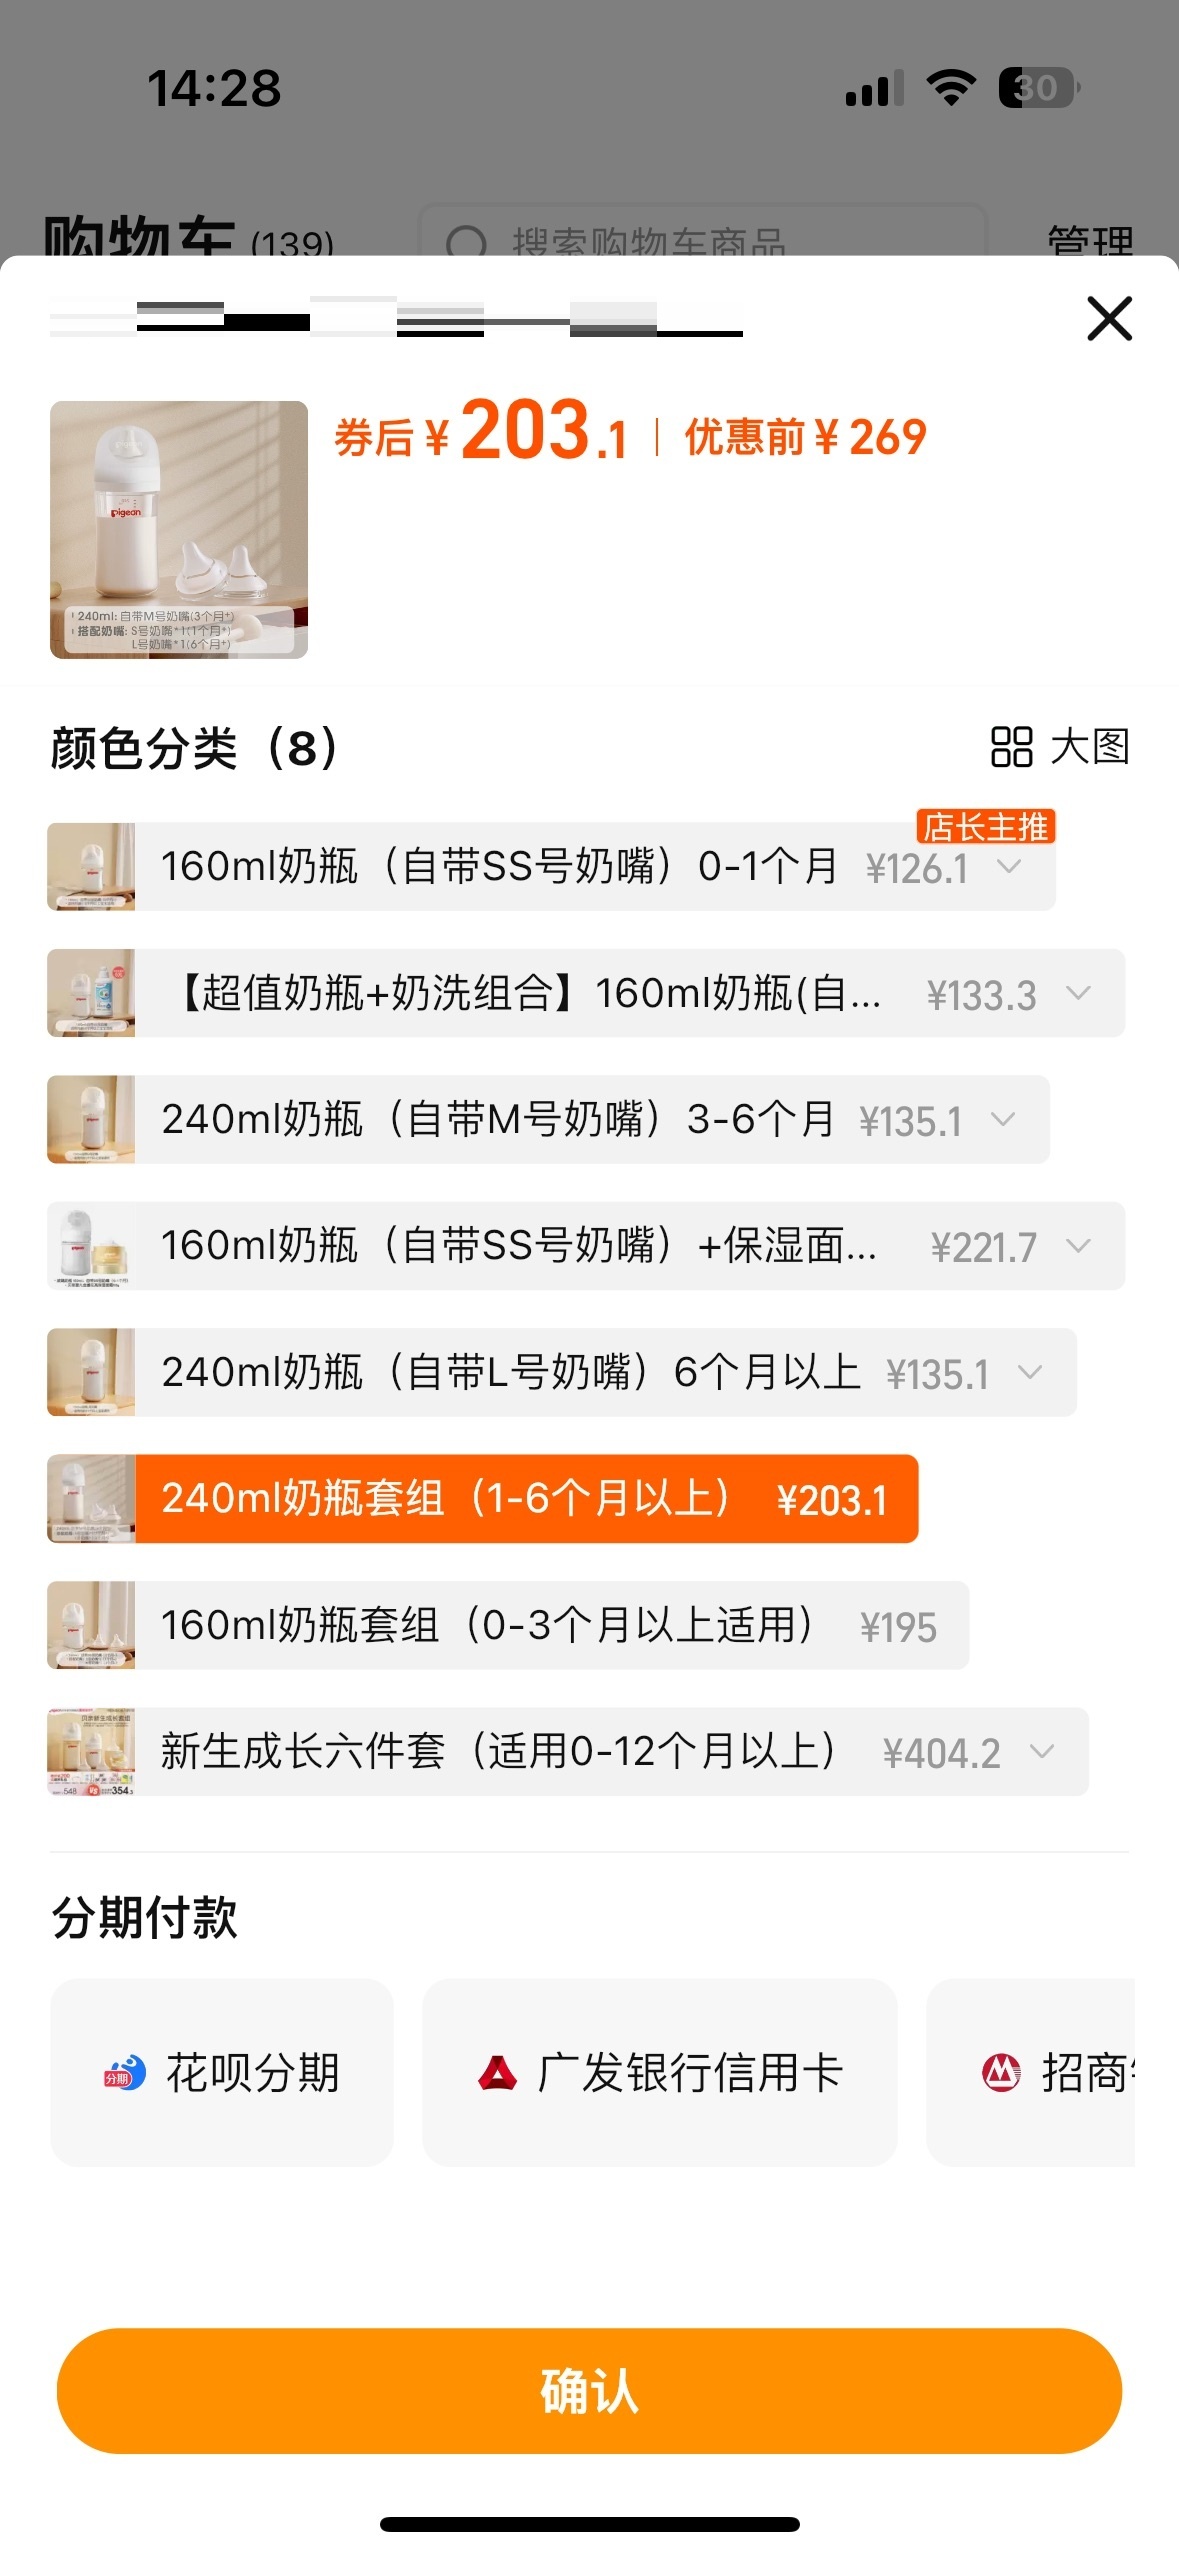 14:28
30
购物车 (139)
搜索购物车商品
管理
券后 ¥ 203.1 | 优惠前 ¥ 269
pigeon
240ml: 自带M号奶嘴(3个月+)
搭配奶嘴: S号奶嘴*1(1个月+)
L号奶嘴*1(6个月+)
颜色分类（8）
大图
店长主推
160ml奶瓶（自带SS号奶嘴）0-1个月 ¥126.1
【超值奶瓶+奶洗组合】160ml奶瓶(自... ¥133.3
240ml奶瓶（自带M号奶嘴）3-6个月 ¥135.1
160ml奶瓶（自带SS号奶嘴）+保湿面... ¥221.7
240ml奶瓶（自带L号奶嘴）6个月以上 ¥135.1
240ml奶瓶套组（1-6个月以上） ¥203.1
160ml奶瓶套组（0-3个月以上适用） ¥195
新生成长六件套（适用0-12个月以上） ¥404.2
分期付款
分期
花呗分期
广发银行信用卡
招商
确认